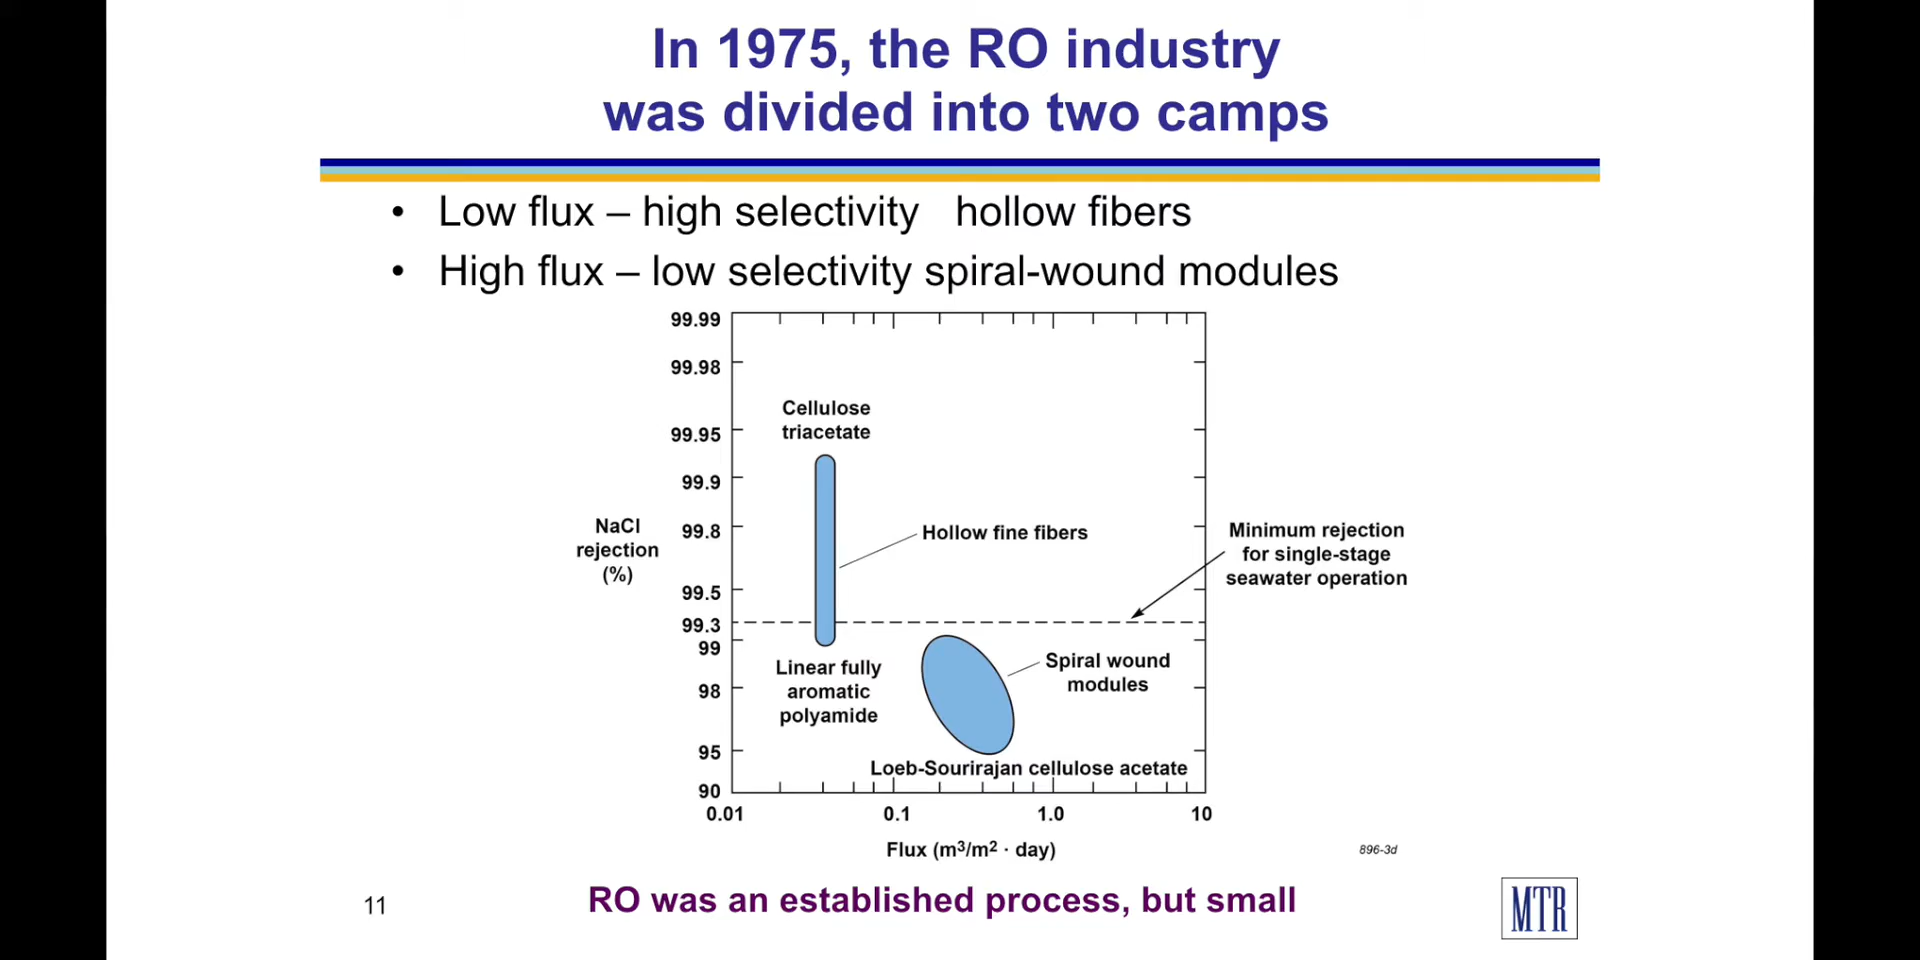 In 1975, the RO industry
was divided into two camps
• Low flux – high selectivity   hollow fibers
• High flux – low selectivity spiral-wound modules
99.99
99.98
99.95
99.9
99.8
99.5
99.3
99
98
95
90
NaCl
rejection
(%)
Cellulose
triacetate
Hollow fine fibers
Minimum rejection
for single-stage
seawater operation
Linear fully
aromatic
polyamide
Spiral wound
modules
Loeb-Sourirajan cellulose acetate
0.01
0.1
1.0
10
Flux (m³/m² · day)
896-3d
11
RO was an established process, but small
MTR